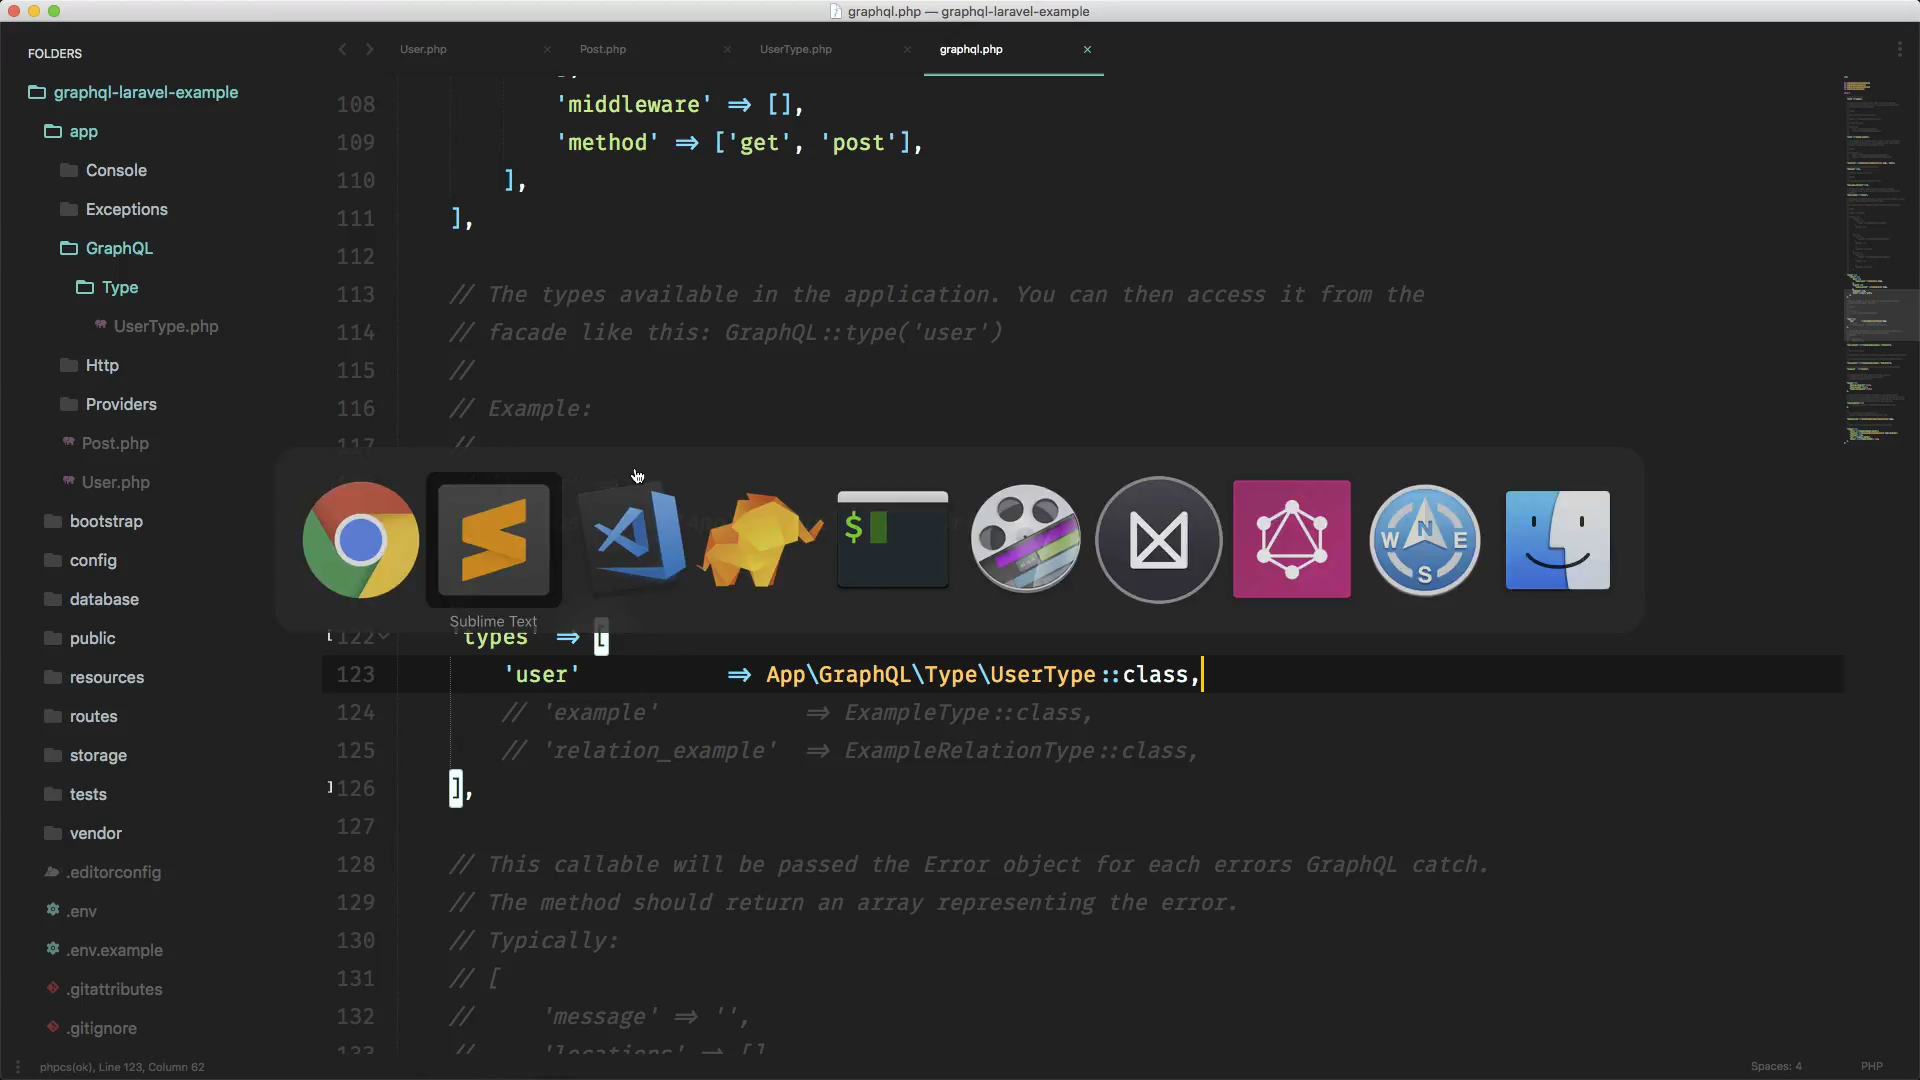 graphql.php — graphql-laravel-example
FOLDERS
graphql-laravel-example
app
Console
Exceptions
GraphQL
Type
UserType.php
Http
Providers
Post.php
User.php
bootstrap
config
database
public
resources
routes
storage
tests
vendor
.editorconfig
.env
.env.example
.gitattributes
.gitignore
User.php
Post.php
UserType.php
graphql.php
108 'middleware' => [],
109 'method' => ['get', 'post'],
110 ],
111 ],
112
113 // The types available in the application. You can then access it from the
114 // facade like this: GraphQL::type('user')
115 //
116 // Example:
117 //
$
N
W E
S
Sublime Text
122 'types' => [
123 'user' => App\GraphQL\Type\UserType::class,
124 // 'example' => ExampleType::class,
125 // 'relation_example' => ExampleRelationType::class,
126 ],
127
128 // This callable will be passed the Error object for each errors GraphQL catch.
129 // The method should return an array representing the error.
130 // Typically:
131 // [
132 // 'message' => '',
133 // 'locations' => []
phpcs(ok), Line 123, Column 62
Spaces: 4
PHP